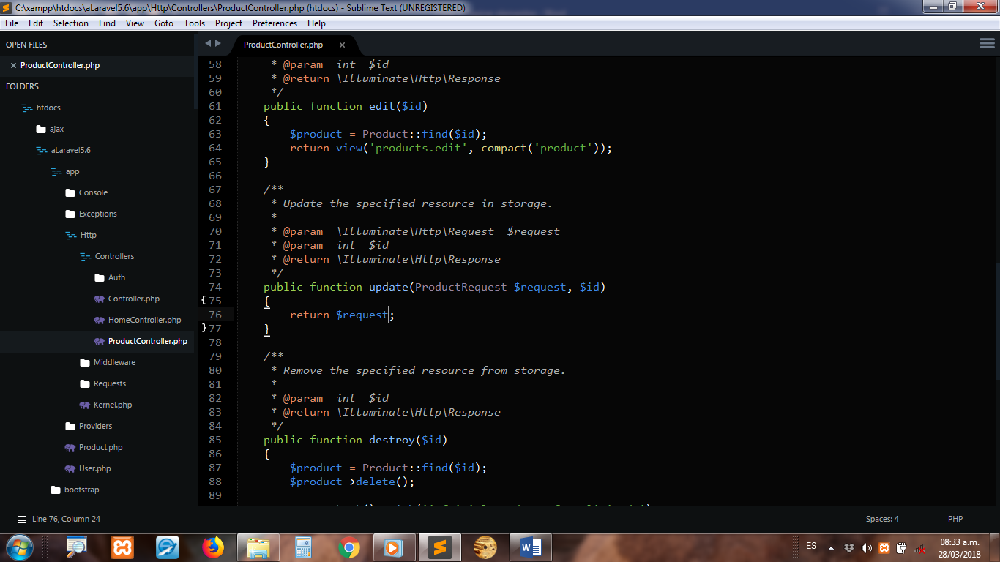 C:\xampp\htdocs\aLaravel5.6\app\Http\Controllers\ProductController.php (htdocs) - Sublime Text (UNREGISTERED)
File Edit Selection Find View Goto Tools Project Preferences Help
OPEN FILES
ProductController.php
FOLDERS
htdocs
ajax
aLaravel5.6
app
Console
Exceptions
Http
Controllers
Auth
Controller.php
HomeController.php
ProductController.php
Middleware
Requests
Kernel.php
Providers
Product.php
User.php
bootstrap
ProductController.php
58 * @param int $id
59 * @return \Illuminate\Http\Response
60 */
61 public function edit($id)
62 {
63 $product = Product::find($id);
64 return view('products.edit', compact('product'));
65 }
66
67 /**
68 * Update the specified resource in storage.
69 *
70 * @param \Illuminate\Http\Request $request
71 * @param int $id
72 * @return \Illuminate\Http\Response
73 */
74 public function update(ProductRequest $request, $id)
75 {
76 return $request;
77 }
78
79 /**
80 * Remove the specified resource from storage.
81 *
82 * @param int $id
83 * @return \Illuminate\Http\Response
84 */
85 public function destroy($id)
86 {
87 $product = Product::find($id);
88 $product->delete();
89
Line 76, Column 24
Spaces: 4
PHP
ES
08:33 a.m.
28/03/2018